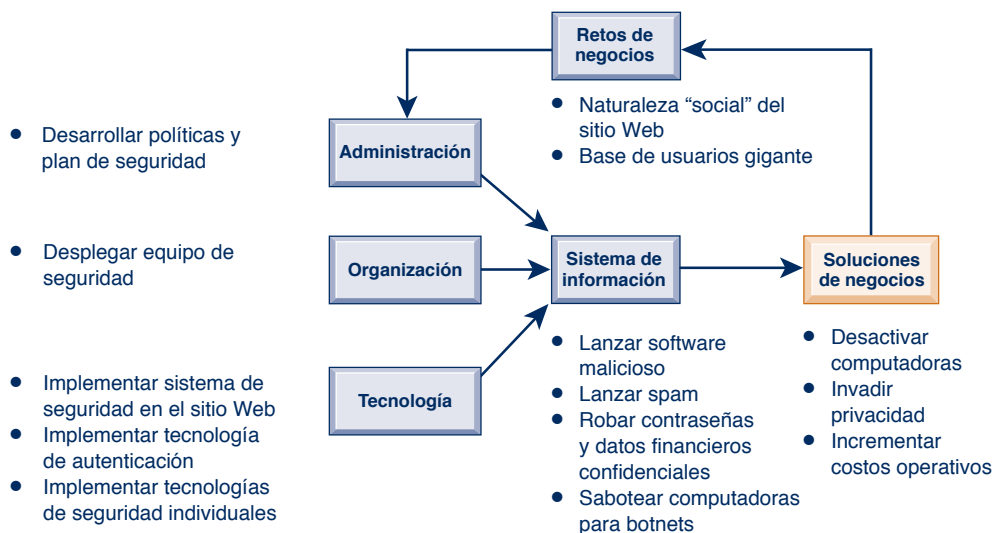 Retos de
negocios
● Naturaleza “social” del
sitio Web
● Base de usuarios gigante
● Desarrollar políticas y
plan de seguridad
Administración
● Desplegar equipo de
seguridad
Organización
Sistema de
información
Soluciones
de negocios
● Implementar sistema de
seguridad en el sitio Web
● Implementar tecnología
de autenticación
● Implementar tecnologías
de seguridad individuales
Tecnología
● Lanzar software
malicioso
● Lanzar spam
● Robar contraseñas
y datos financieros
confidenciales
● Sabotear computadoras
para botnets
● Desactivar
computadoras
● Invadir
privacidad
● Incrementar
costos operativos